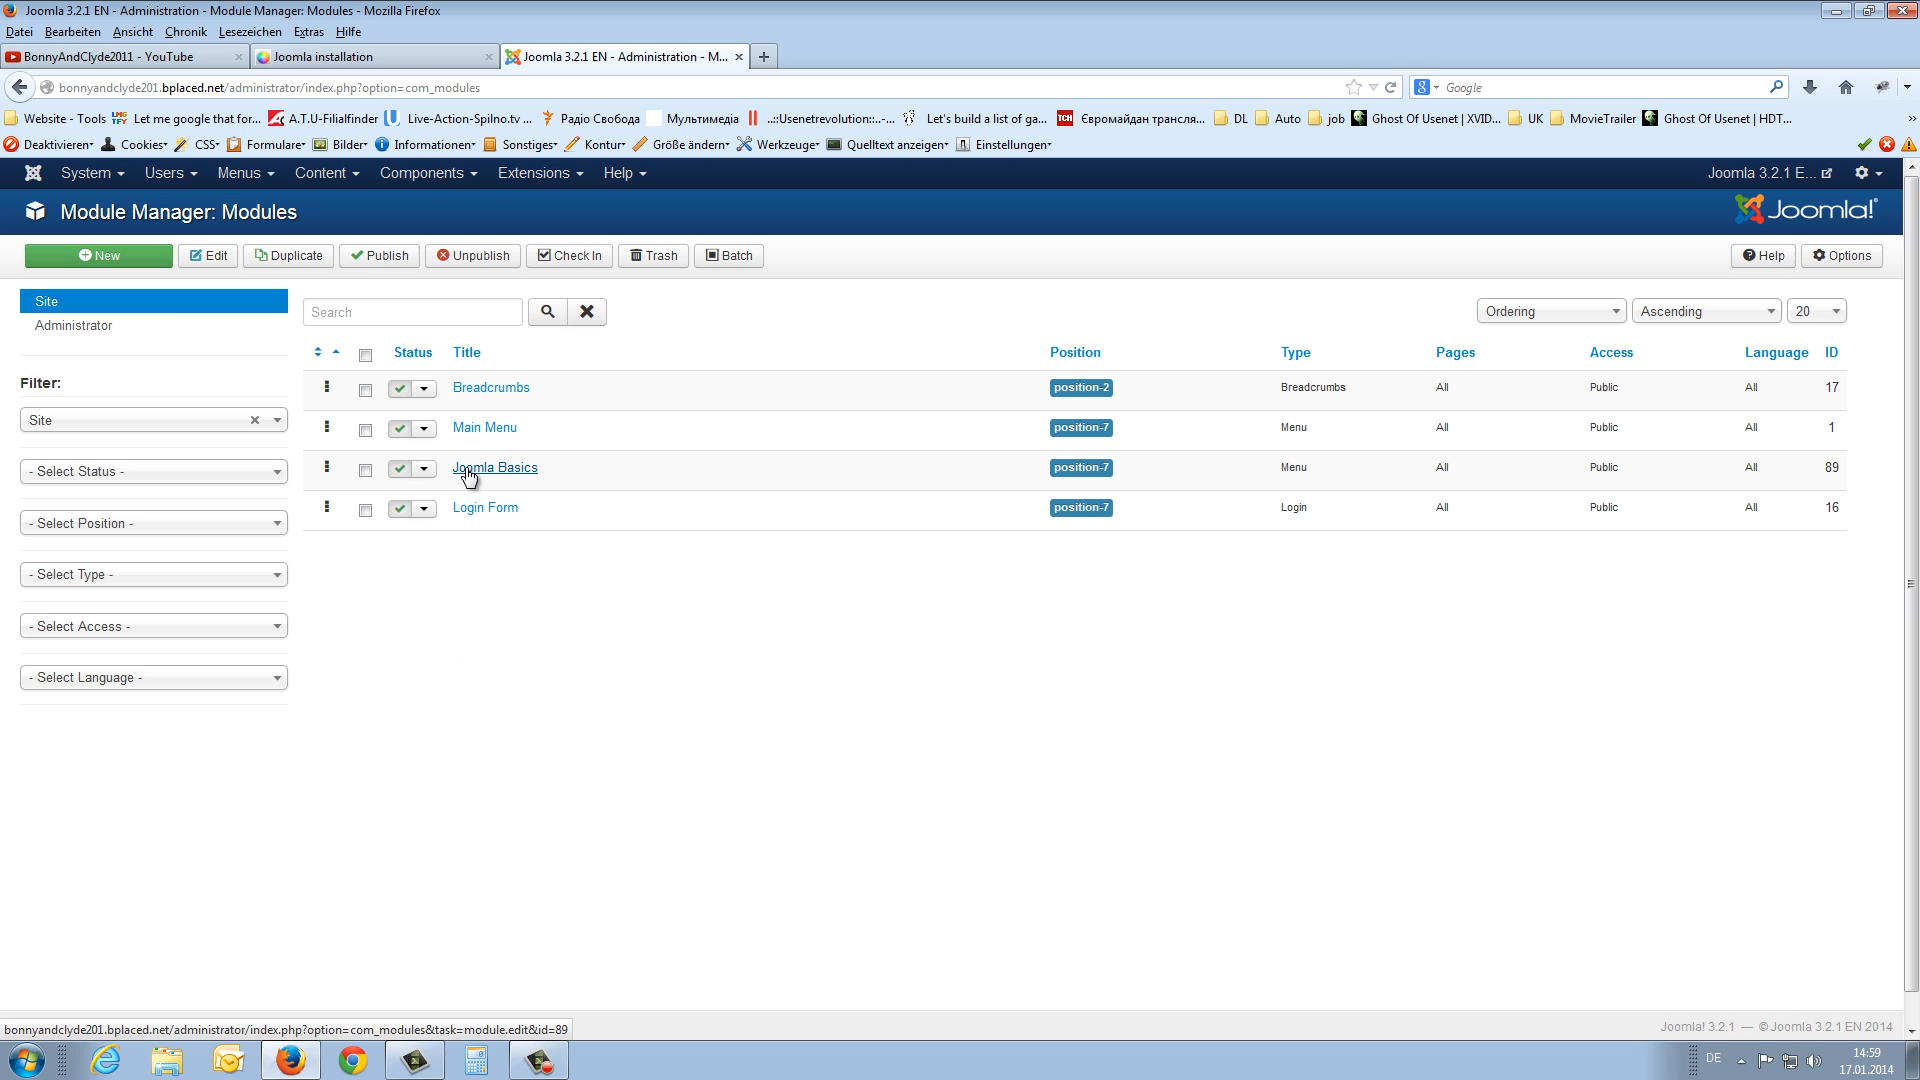 Joomla 3.2.1 EN - Administration - Module Manager: Modules - Mozilla Firefox
Datei Bearbeiten Ansicht Chronik Lesezeichen Extras Hilfe
BonnyAndClyde2011 - YouTube
Joomla installation
Joomla 3.2.1 EN - Administration - M...
bonnyandclyde201.bplaced.net/administrator/index.php?option=com_modules
Google
Website - Tools Let me google that for... A.T.U-Filialfinder Live-Action-Spilno.tv ... Радіо Свобода Мультимедіа ..::Usenetrevolution::..-... Let's build a list of ga... Євромайдан трансля... DL Auto job Ghost Of Usenet | XVID... UK MovieTrailer Ghost Of Usenet | HDT...
Deaktivieren Cookies CSS Formulare Bilder Informationen Sonstiges Kontur Größe ändern Werkzeuge Quelltext anzeigen Einstellungen
System Users Menus Content Components Extensions Help Joomla 3.2.1 E...
Module Manager: Modules
Joomla!
New Edit Duplicate Publish Unpublish Check In Trash Batch Help Options
Site
Administrator
Filter:
Site
- Select Status -
- Select Position -
- Select Type -
- Select Access -
- Select Language -
Search
Ordering Ascending 20
Status Title Position Type Pages Access Language ID
Breadcrumbs position-2 Breadcrumbs All Public All 17
Main Menu position-7 Menu All Public All 1
Joomla Basics position-7 Menu All Public All 89
Login Form position-7 Login All Public All 16
bonnyandclyde201.bplaced.net/administrator/index.php?option=com_modules&task=module.edit&id=89
Joomla! 3.2.1 — © Joomla 3.2.1 EN 2014
DE
14:59
17.01.2014